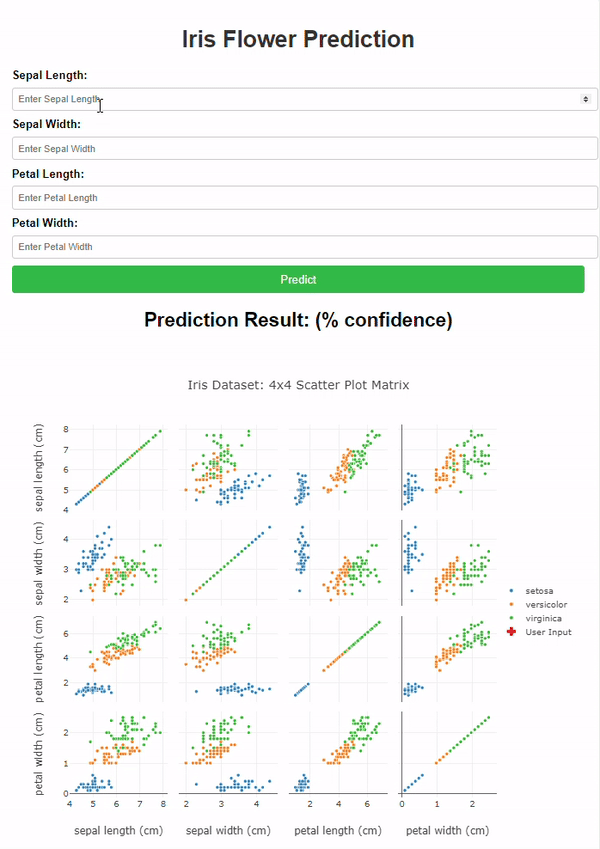 Iris Flower Prediction
Sepal Length:
Enter Sepal Length
Sepal Width:
Enter Sepal Width
Petal Length:
Enter Petal Length
Petal Width:
Enter Petal Width
Predict
Prediction Result: (% confidence)
Iris Dataset: 4x4 Scatter Plot Matrix
sepal length (cm)
8
7
6
5
4
sepal width (cm)
4
3
2
petal length (cm)
6
4
2
petal width (cm)
2
1
0
setosa
versicolor
virginica
User Input
4 5 6 7 8 2 3 4 2 4 6 0 1 2
sepal length (cm) sepal width (cm) petal length (cm) petal width (cm)